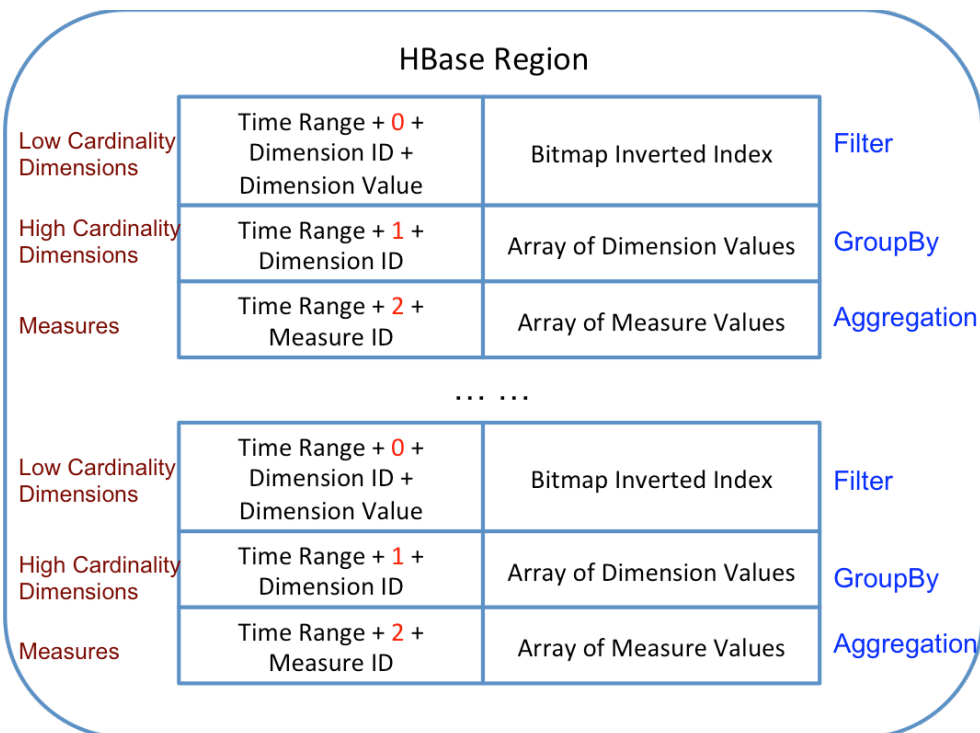 HBase Region
Low Cardinality
Dimensions
Time Range + 0 +
Dimension ID +
Dimension Value
Bitmap Inverted Index
Filter
High Cardinality
Dimensions
Time Range + 1 +
Dimension ID
Array of Dimension Values
GroupBy
Measures
Time Range + 2 +
Measure ID
Array of Measure Values
Aggregation
... ...
Low Cardinality
Dimensions
Time Range + 0 +
Dimension ID +
Dimension Value
Bitmap Inverted Index
Filter
High Cardinality
Dimensions
Time Range + 1 +
Dimension ID
Array of Dimension Values
GroupBy
Measures
Time Range + 2 +
Measure ID
Array of Measure Values
Aggregation